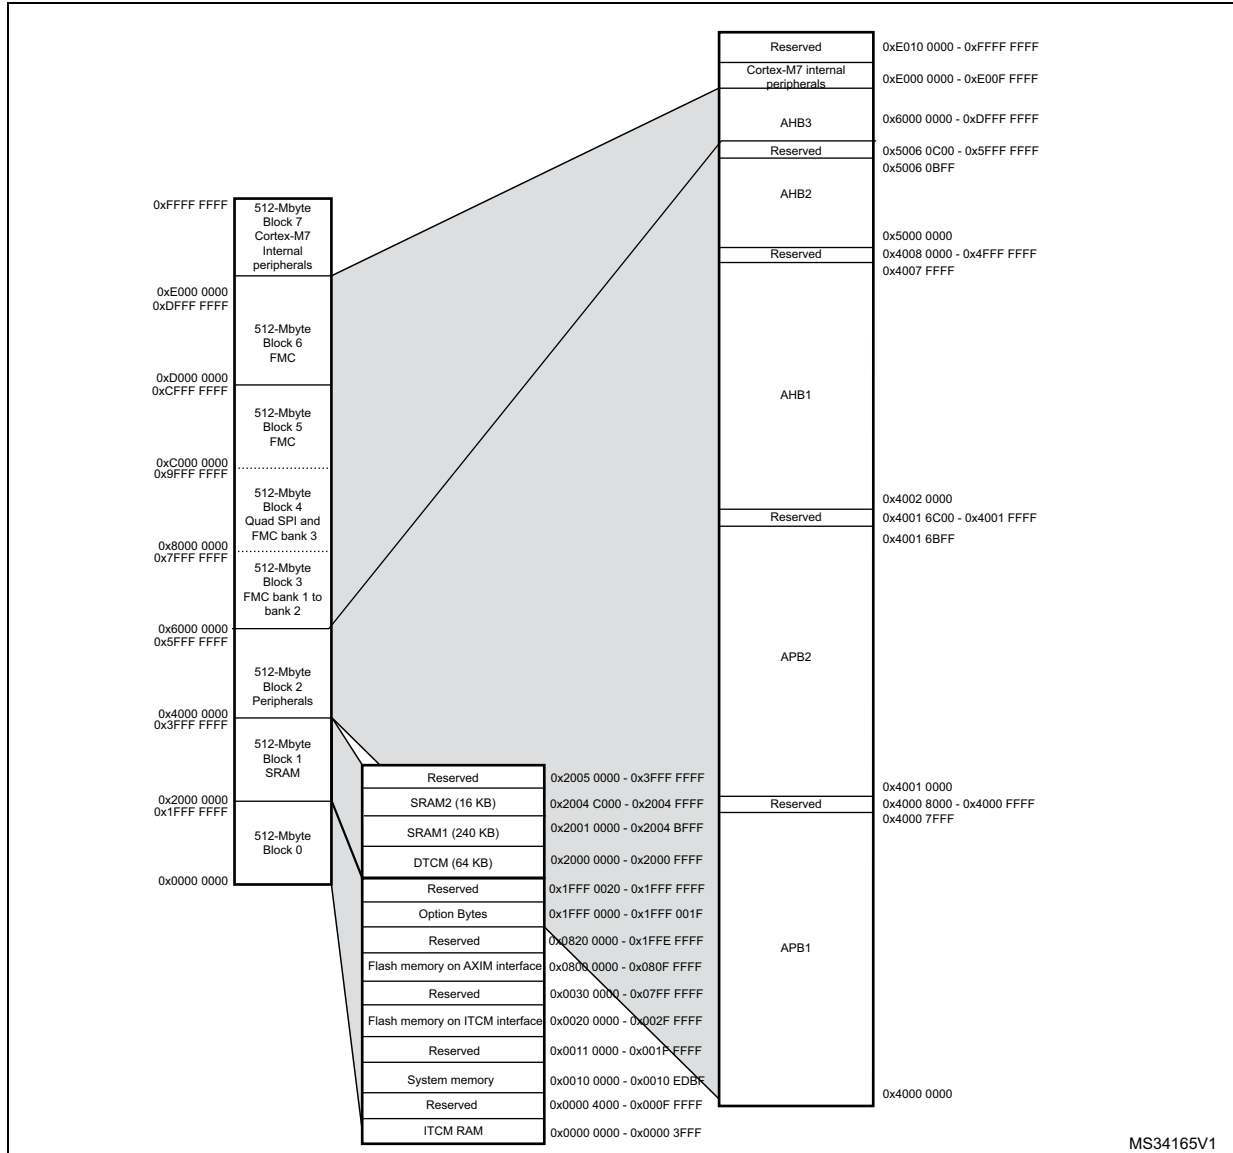 0xFFFF FFFF
512-Mbyte
Block 7
Cortex-M7
Internal
peripherals
0xE000 0000
0xDFFF FFFF
512-Mbyte
Block 6
FMC
0xD000 0000
0xCFFF FFFF
512-Mbyte
Block 5
FMC
0xC000 0000
0x9FFF FFFF
512-Mbyte
Block 4
Quad SPI and
FMC bank 3
0x8000 0000
0x7FFF FFFF
512-Mbyte
Block 3
FMC bank 1 to
bank 2
0x6000 0000
0x5FFF FFFF
512-Mbyte
Block 2
Peripherals
0x4000 0000
0x3FFF FFFF
512-Mbyte
Block 1
SRAM
0x2000 0000
0x1FFF FFFF
512-Mbyte
Block 0
0x0000 0000
Reserved 0x2005 0000 - 0x3FFF FFFF
SRAM2 (16 KB) 0x2004 C000 - 0x2004 FFFF
SRAM1 (240 KB) 0x2001 0000 - 0x2004 BFFF
DTCM (64 KB) 0x2000 0000 - 0x2000 FFFF
Reserved 0x1FFF 0020 - 0x1FFF FFFF
Option Bytes 0x1FFF 0000 - 0x1FFF 001F
Reserved 0x0820 0000 - 0x1FFE FFFF
Flash memory on AXIM interface 0x0800 0000 - 0x080F FFFF
Reserved 0x0030 0000 - 0x07FF FFFF
Flash memory on ITCM interface 0x0020 0000 - 0x002F FFFF
Reserved 0x0011 0000 - 0x001F FFFF
System memory 0x0010 0000 - 0x0010 EDBF
Reserved 0x0000 4000 - 0x000F FFFF
ITCM RAM 0x0000 0000 - 0x0000 3FFF
Reserved 0xE010 0000 - 0xFFFF FFFF
Cortex-M7 internal
peripherals 0xE000 0000 - 0xE00F FFFF
AHB3 0x6000 0000 - 0xDFFF FFFF
Reserved 0x5006 0C00 - 0x5FFF FFFF
0x5006 0BFF
AHB2
0x5000 0000
Reserved 0x4008 0000 - 0x4FFF FFFF
0x4007 FFFF
AHB1
0x4002 0000
Reserved 0x4001 6C00 - 0x4001 FFFF
0x4001 6BFF
APB2
0x4001 0000
Reserved 0x4000 8000 - 0x4000 FFFF
0x4000 7FFF
APB1
0x4000 0000
MS34165V1